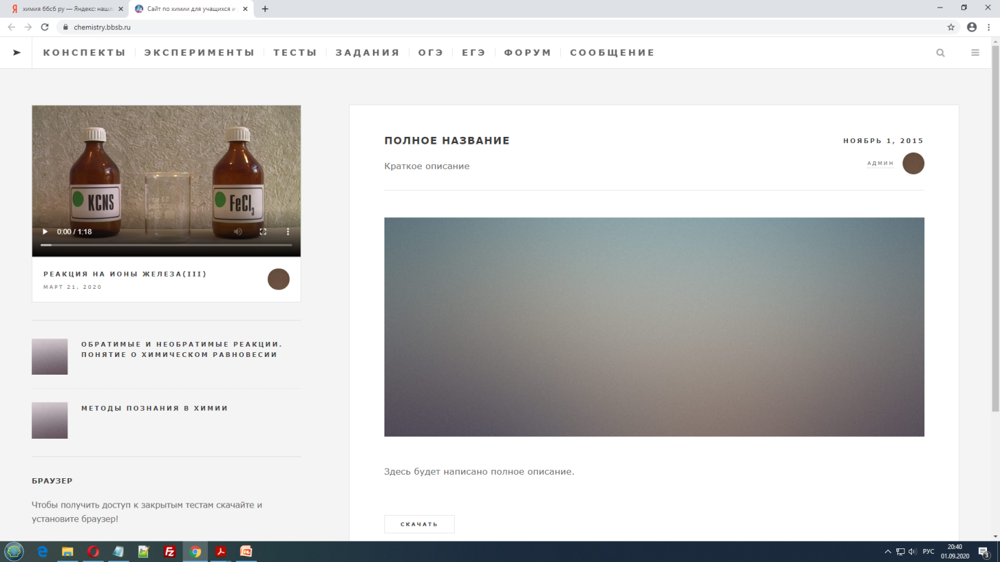 химия ббсб ру — Яндекс: нашл
Сайт по химии для учащихся и
chemistry.bbsb.ru
КОНСПЕКТЫ
ЭКСПЕРИМЕНТЫ
ТЕСТЫ
ЗАДАНИЯ
ОГЭ
ЕГЭ
ФОРУМ
СООБЩЕНИЕ
KCNS
FeCl3
0:00 / 1:18
РЕАКЦИЯ НА ИОНЫ ЖЕЛЕЗА(III)
МАРТ 21, 2020
ОБРАТИМЫЕ И НЕОБРАТИМЫЕ РЕАКЦИИ.
ПОНЯТИЕ О ХИМИЧЕСКОМ РАВНОВЕСИИ
МЕТОДЫ ПОЗНАНИЯ В ХИМИИ
БРАУЗЕР
Чтобы получить доступ к закрытым тестам скачайте и
установите браузер!
ПОЛНОЕ НАЗВАНИЕ
Краткое описание
НОЯБРЬ 1, 2015
АДМИН
Здесь будет написано полное описание.
СКАЧАТЬ
РУС
20:40
01.09.2020
3